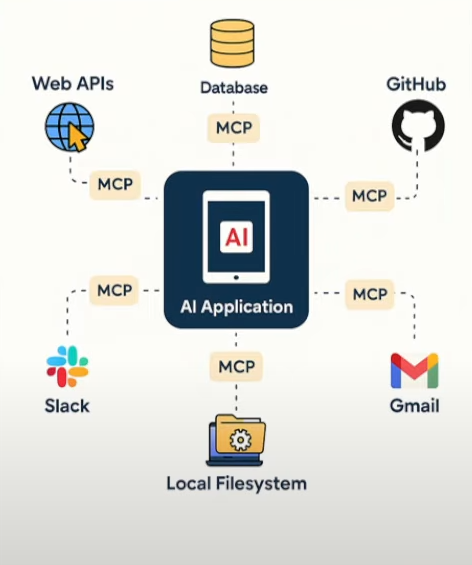 Database
Web APIs
GitHub
MCP
MCP
MCP
AI
AI Application
MCP
MCP
MCP
Slack
Gmail
Local Filesystem